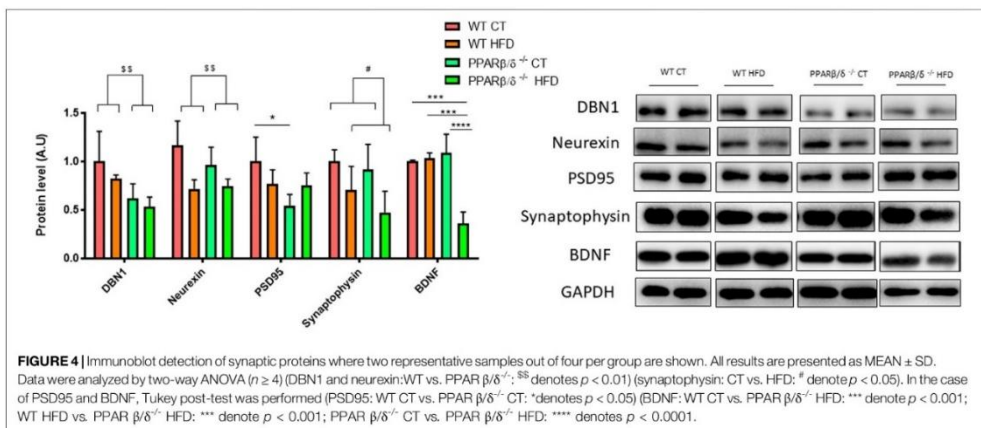 WT CT
WT HFD
PPARβ/δ -/- CT
PPARβ/δ -/- HFD
$$
$$
#
***
***
****
*
Protein level (A.U)
1.5
1.0
0.5
0.0
DBN1
Neurexin
PSD95
Synaptophysin
BDNF
WT CT
WT HFD
PPARβ/δ -/- CT
PPARβ/δ -/- HFD
DBN1
Neurexin
PSD95
Synaptophysin
BDNF
GAPDH
FIGURE 4 | Immunoblot detection of synaptic proteins where two representative samples out of four per group are shown. All results are presented as MEAN ± SD.
Data were analyzed by two-way ANOVA (n ≥ 4) (DBN1 and neurexin:WT vs. PPAR β/δ-/-; $$ denotes p < 0.01) (synaptophysin: CT vs. HFD: # denote p < 0.05). In the case
of PSD95 and BDNF, Tukey post-test was performed (PSD95: WT CT vs. PPAR β/δ-/- CT: *denotes p < 0.05) (BDNF: WT CT vs. PPAR β/δ-/- HFD: *** denote p < 0.001;
WT HFD vs. PPAR β/δ-/- HFD: *** denote p < 0.001; PPAR β/δ-/- CT vs. PPAR β/δ-/- HFD: **** denotes p < 0.0001.